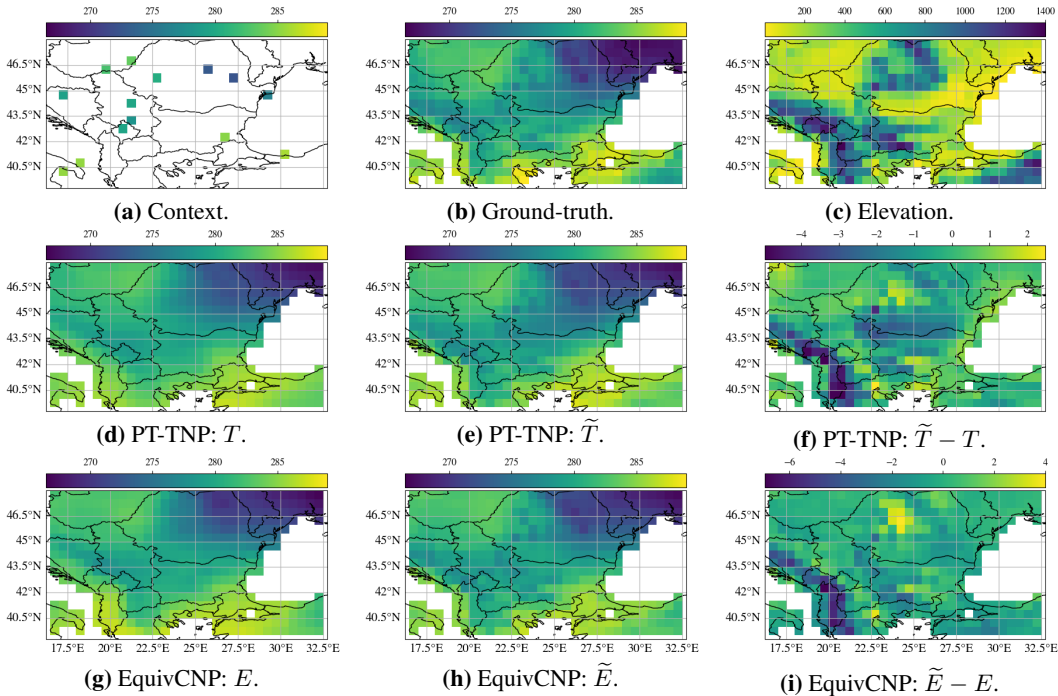 270 275 280 285
270 275 280 285
200 400 600 800 1000 1200 1400
46.5°N
46.5°N
46.5°N
45°N
45°N
45°N
43.5°N
43.5°N
43.5°N
42°N
42°N
42°N
40.5°N
40.5°N
40.5°N
(a) Context.
(b) Ground-truth.
(c) Elevation.
270 275 280 285
270 275 280 285
−4 −3 −2 −1 0 1 2
46.5°N
46.5°N
46.5°N
45°N
45°N
45°N
43.5°N
43.5°N
43.5°N
42°N
42°N
42°N
40.5°N
40.5°N
40.5°N
(d) PT-TNP: T.
(e) PT-TNP: T̃.
(f) PT-TNP: T̃ − T.
270 275 280 285
270 275 280 285
−6 −4 −2 0 2 4
46.5°N
46.5°N
46.5°N
45°N
45°N
45°N
43.5°N
43.5°N
43.5°N
42°N
42°N
42°N
40.5°N
40.5°N
40.5°N
17.5°E 20°E 22.5°E 25°E 27.5°E 30°E 32.5°E
17.5°E 20°E 22.5°E 25°E 27.5°E 30°E 32.5°E
17.5°E 20°E 22.5°E 25°E 27.5°E 30°E 32.5°E
(g) EquivCNP: E.
(h) EquivCNP: Ẽ.
(i) EquivCNP: Ẽ − E.